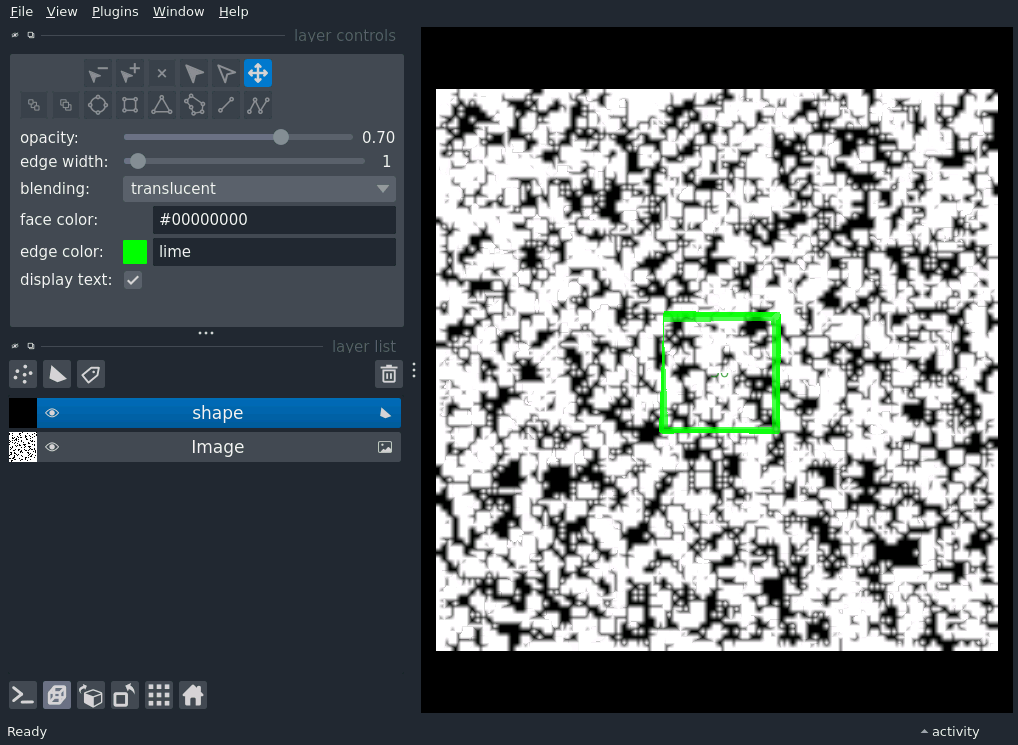 File View Plugins Window Help
layer controls
opacity: 0.70
edge width: 1
blending: translucent
face color: #00000000
edge color: lime
display text:
layer list
shape
Image
Ready
activity